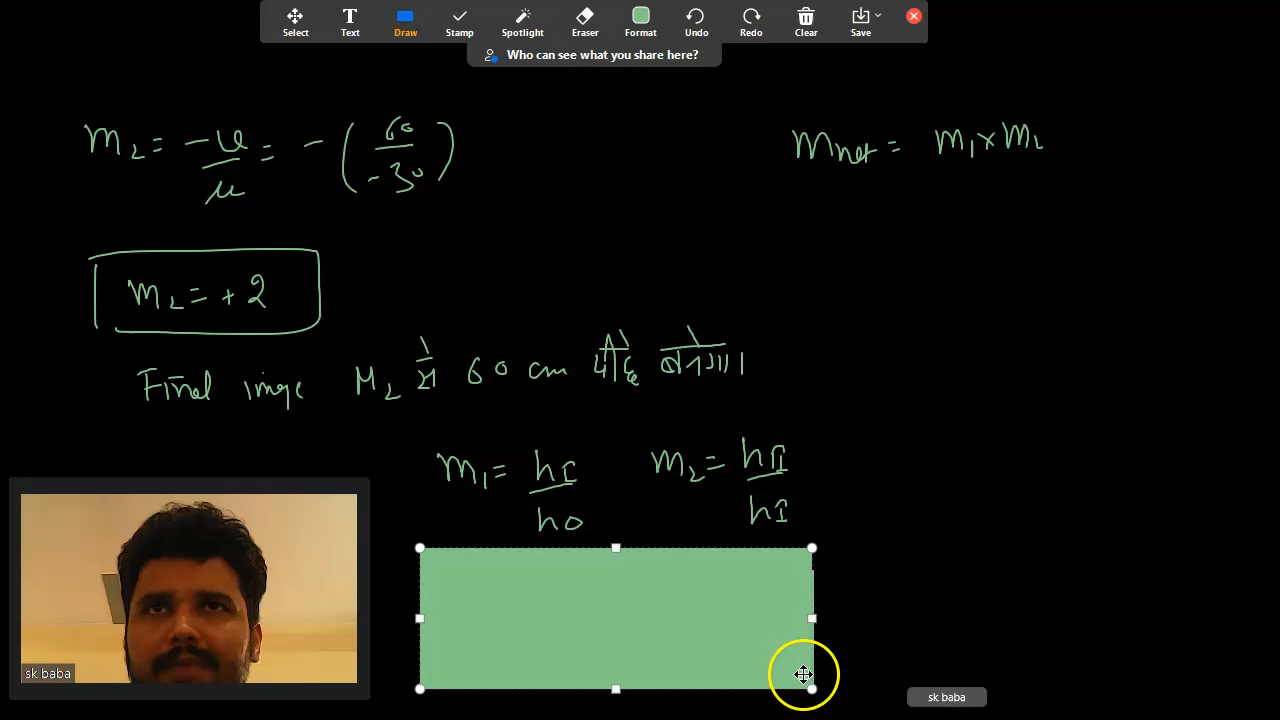 Select Text Draw Stamp Spotlight Eraser Format Undo Redo Clear Save
Who can see what you share here?
m₂ = -v/u = -(60/-30)
m_net = m₁ × m₂
m₂ = +2
Final image M₂ से 60 cm पीछे
m₁ = hI/hO m₂ = hII/hI
sk baba
sk baba